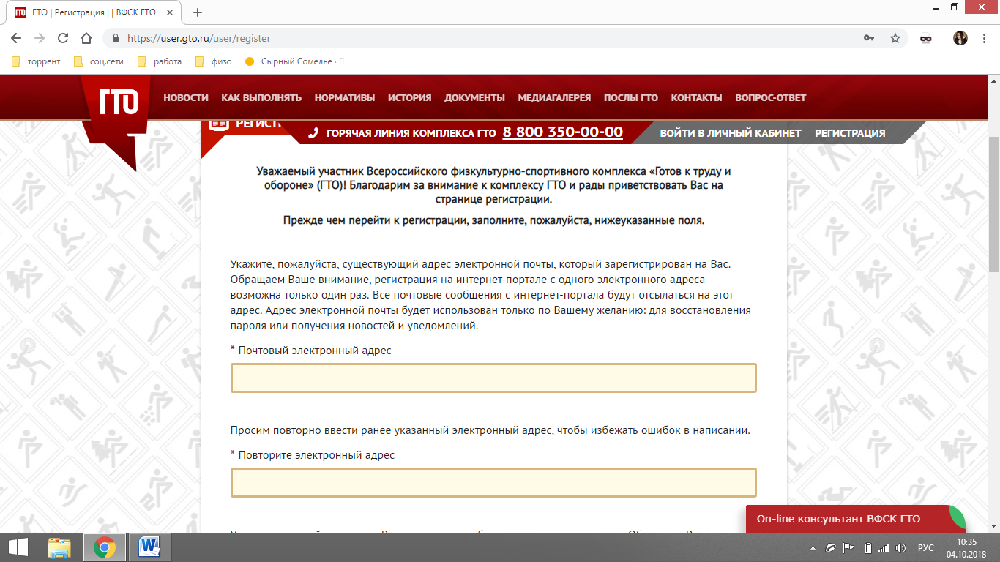 ГТО | Регистрация | | ВФСК ГТО
https://user.gto.ru/user/register
торрент соц.сети работа физо Сырный Сомелье ·
ГТО
НОВОСТИ КАК ВЫПОЛНЯТЬ НОРМАТИВЫ ИСТОРИЯ ДОКУМЕНТЫ МЕДИАГАЛЕРЕЯ ПОСЛЫ ГТО КОНТАКТЫ ВОПРОС-ОТВЕТ
ГОРЯЧАЯ ЛИНИЯ КОМПЛЕКСА ГТО 8 800 350-00-00 ВОЙТИ В ЛИЧНЫЙ КАБИНЕТ РЕГИСТРАЦИЯ
Уважаемый участник Всероссийского физкультурно-спортивного комплекса «Готов к труду и
обороне» (ГТО)! Благодарим за внимание к комплексу ГТО и рады приветствовать Вас на
странице регистрации.
Прежде чем перейти к регистрации, заполните, пожалуйста, нижеуказанные поля.
Укажите, пожалуйста, существующий адрес электронной почты, который зарегистрирован на Вас.
Обращаем Ваше внимание, регистрация на интернет-портале с одного электронного адреса
возможна только один раз. Все почтовые сообщения с интернет-портала будут отсылаться на этот
адрес. Адрес электронной почты будет использован только по Вашему желанию: для восстановления
пароля или получения новостей и уведомлений.
* Почтовый электронный адрес
Просим повторно ввести ранее указанный электронный адрес, чтобы избежать ошибок в написании.
* Повторите электронный адрес
On-line консультант ВФСК ГТО
РУС
10:35
04.10.2018